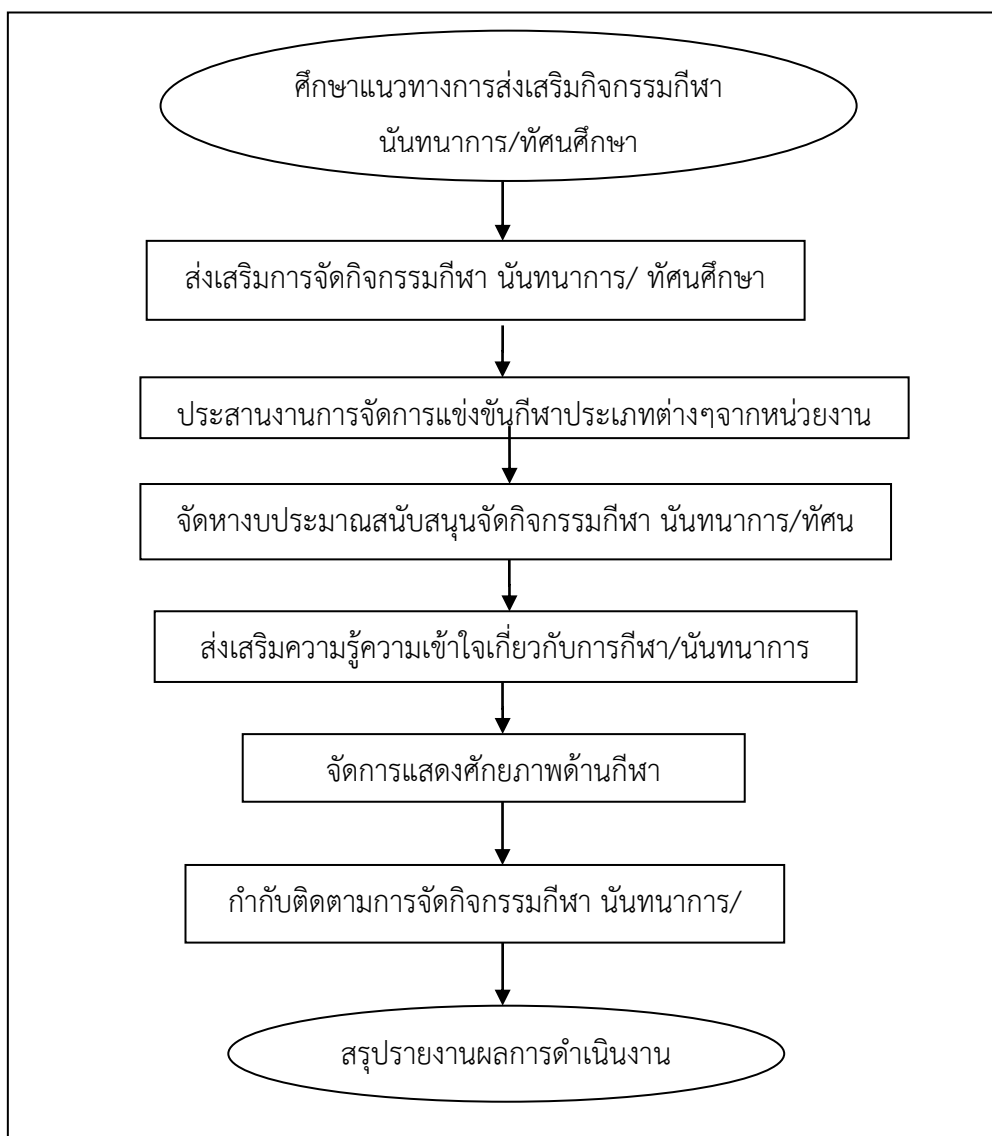 ศึกษาแนวทางการส่งเสริมกิจกรรมกีฬา
นันทนาการ/ทัศนศึกษา
ส่งเสริมการจัดกิจกรรมกีฬา นันทนาการ/ ทัศนศึกษา
ประสานงานการจัดการแข่งขันกีฬาประเภทต่างๆจากหน่วยงาน
จัดหางบประมาณสนับสนุนจัดกิจกรรมกีฬา นันทนาการ/ทัศน
ส่งเสริมความรู้ความเข้าใจเกี่ยวกับการกีฬา/นันทนาการ
จัดการแสดงศักยภาพด้านกีฬา
กำกับติดตามการจัดกิจกรรมกีฬา นันทนาการ/
สรุปรายงานผลการดำเนินงาน